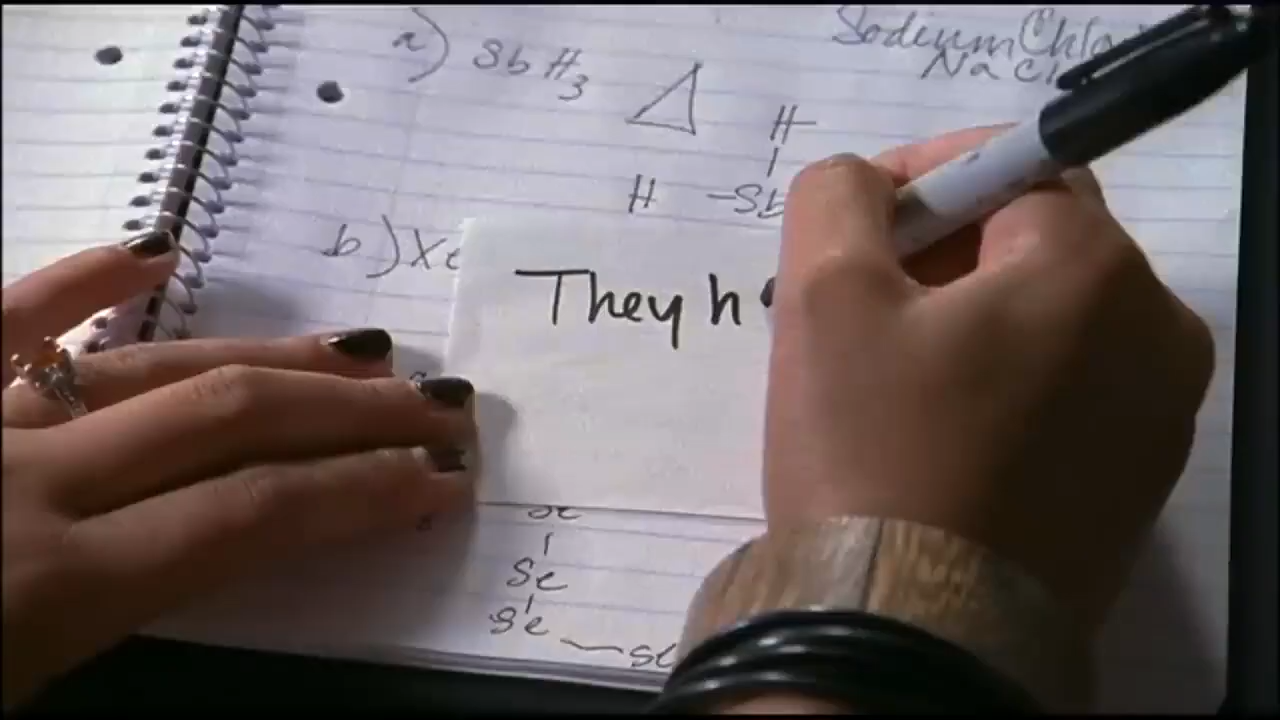 a) SbH3
Sodium Chlo
NaCl
H
H - Sb
b) Xe
They h
Se
Se
Se
Se